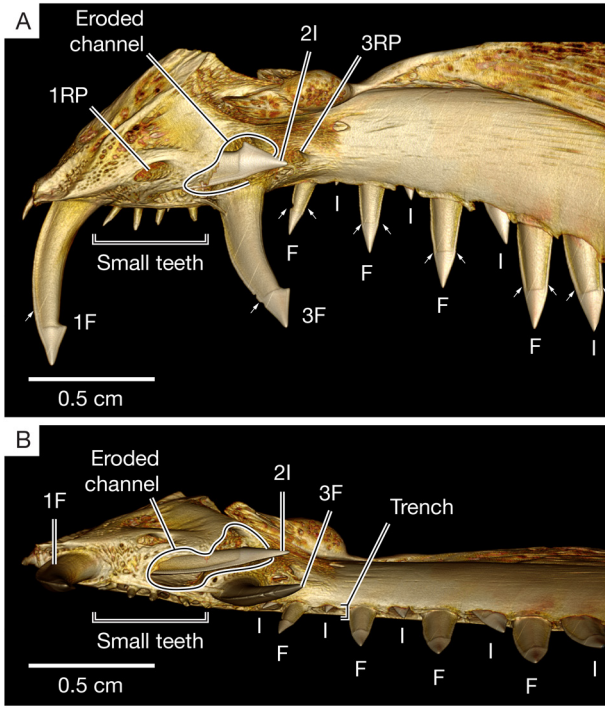 A
Eroded
channel
2I
3RP
1RP
I
I
F
F
F
I
F
I
Small teeth
1F
3F
0.5 cm
B
Eroded
channel
2I
3F
1F
Trench
Small teeth
I
I
I
I
I
F
F
F
F
0.5 cm